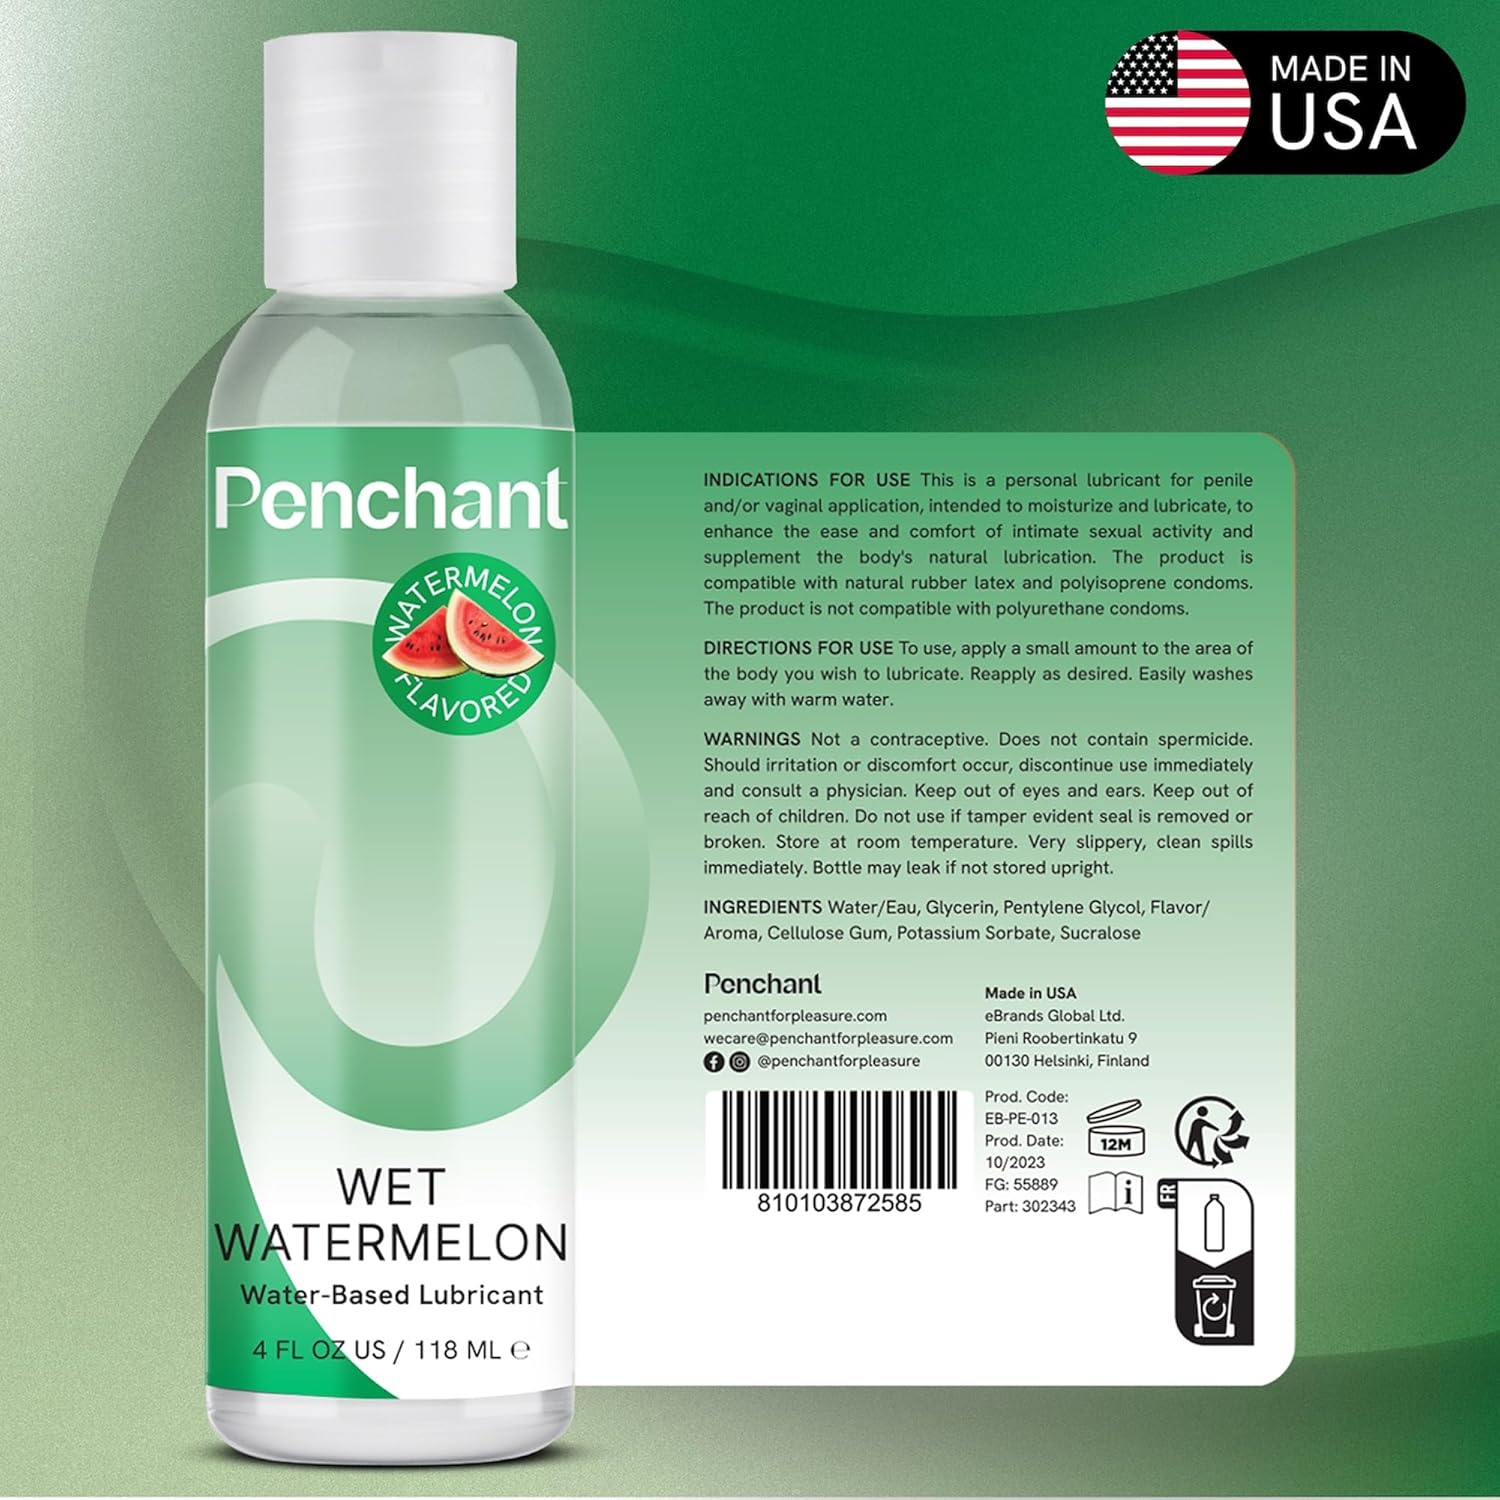 MADE IN
USA
Penchant
WATERMELON
FLAVORED
WET
WATERMELON
Water-Based Lubricant
4 FL OZ US / 118 ML ℮
INDICATIONS FOR USE This is a personal lubricant for penile
and/or vaginal application, intended to moisturize and lubricate, to
enhance the ease and comfort of intimate sexual activity and
supplement the body's natural lubrication. The product is
compatible with natural rubber latex and polyisoprene condoms.
The product is not compatible with polyurethane condoms.
DIRECTIONS FOR USE To use, apply a small amount to the area of
the body you wish to lubricate. Reapply as desired. Easily washes
away with warm water.
WARNINGS Not a contraceptive. Does not contain spermicide.
Should irritation or discomfort occur, discontinue use immediately
and consult a physician. Keep out of eyes and ears. Keep out of
reach of children. Do not use if tamper evident seal is removed or
broken. Store at room temperature. Very slippery, clean spills
immediately. Bottle may leak if not stored upright.
INGREDIENTS Water/Eau, Glycerin, Pentylene Glycol, Flavor/
Aroma, Cellulose Gum, Potassium Sorbate, Sucralose
Penchant
penchantforpleasure.com
wecare@penchantforpleasure.com
@penchantforpleasure
Made in USA
eBrands Global Ltd.
Pieni Roobertinkatu 9
00130 Helsinki, Finland
810103872585
Prod. Code:
EB-PE-013
Prod. Date:
10/2023
FG: 55889
Part: 302343
12M
i
FR